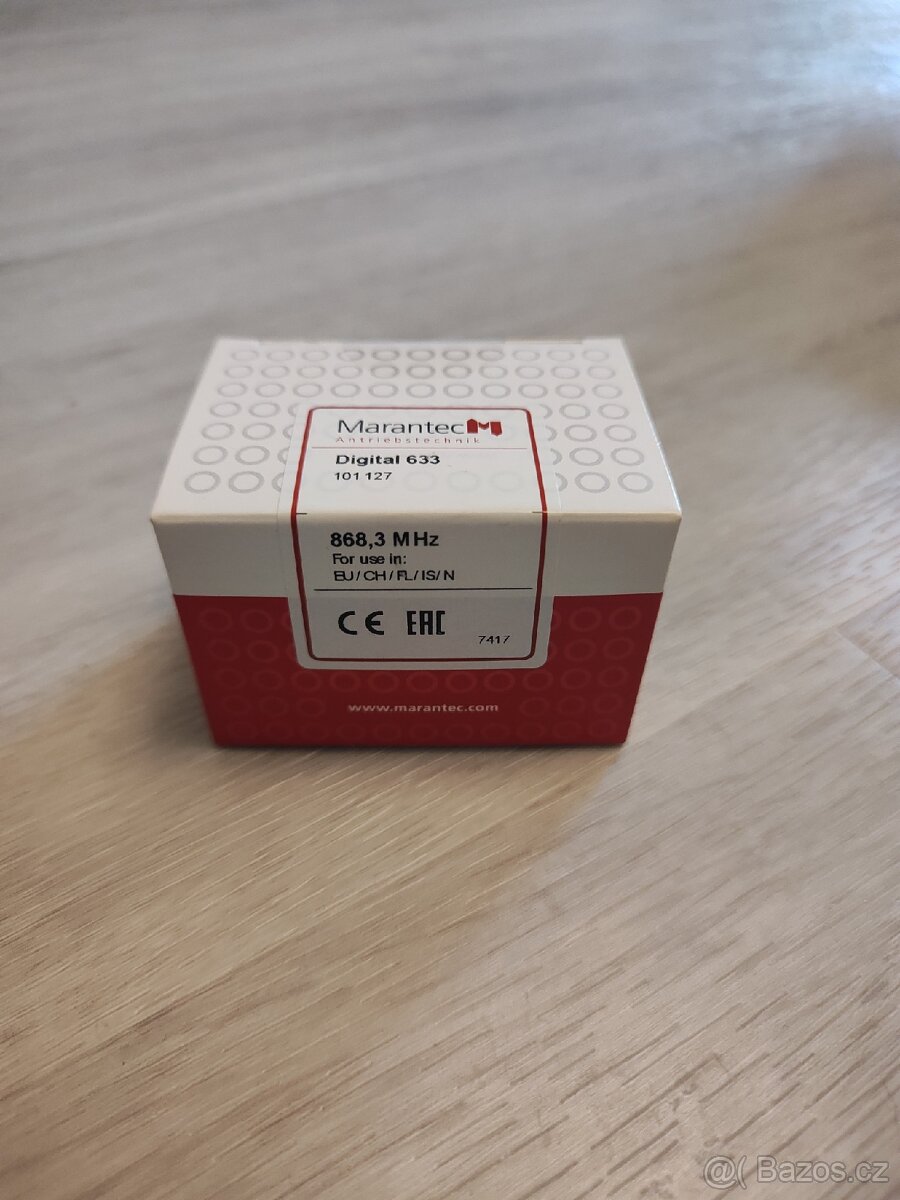 Marantec
Antriebstechnik
Digital 633
101 127
868,3 MHz
For use in:
EU / CH / FL / IS / N
CE EAC
7417
www.marantec.com
@( Bazos.cz